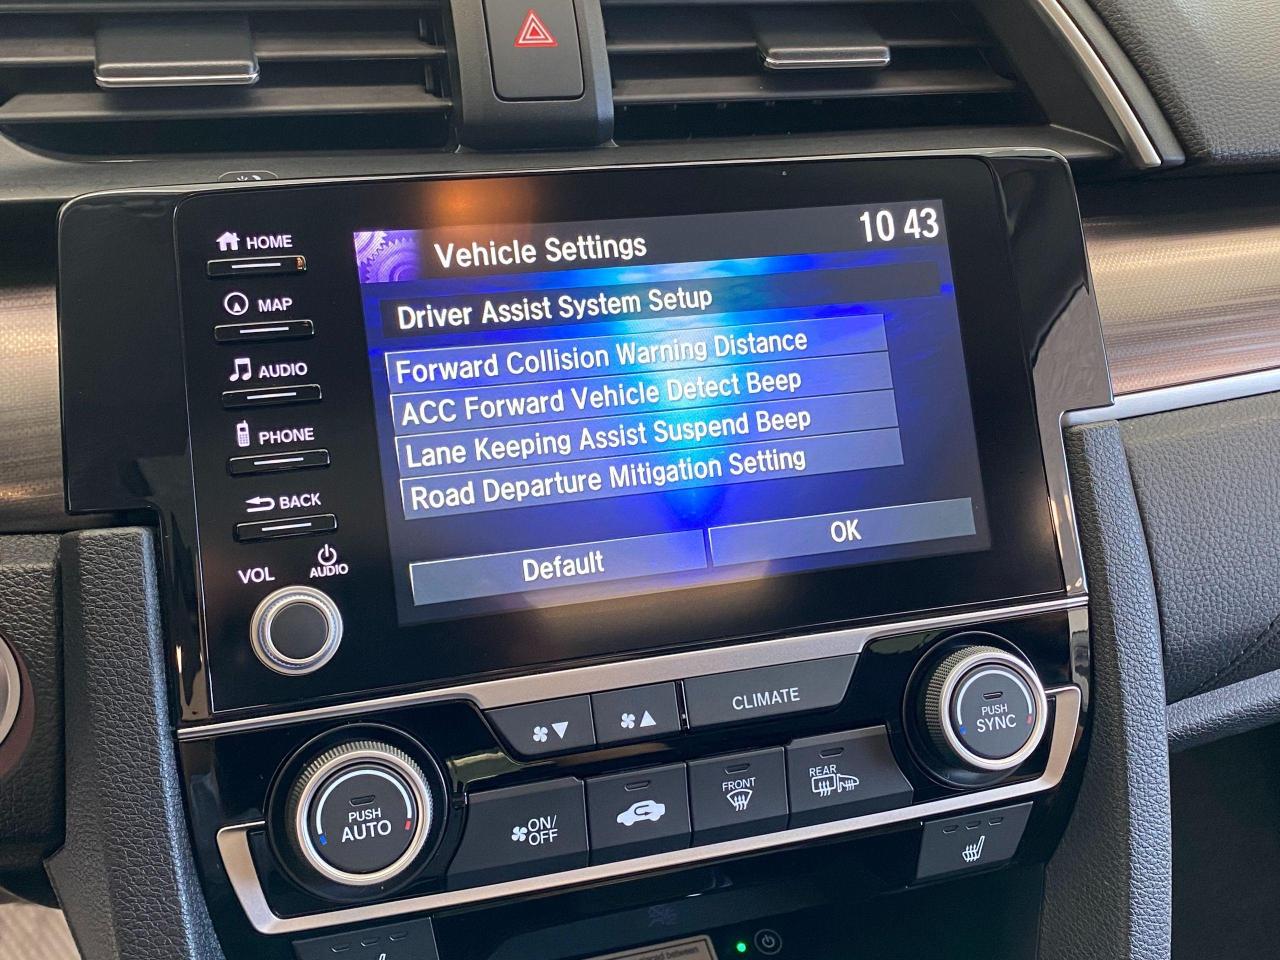 HOME
MAP
AUDIO
PHONE
BACK
VOL
AUDIO
Vehicle Settings
10 43
Driver Assist System Setup
Forward Collision Warning Distance
ACC Forward Vehicle Detect Beep
Lane Keeping Assist Suspend Beep
Road Departure Mitigation Setting
Default
OK
CLIMATE
PUSH
SYNC
PUSH
AUTO
ON/
OFF
FRONT
REAR